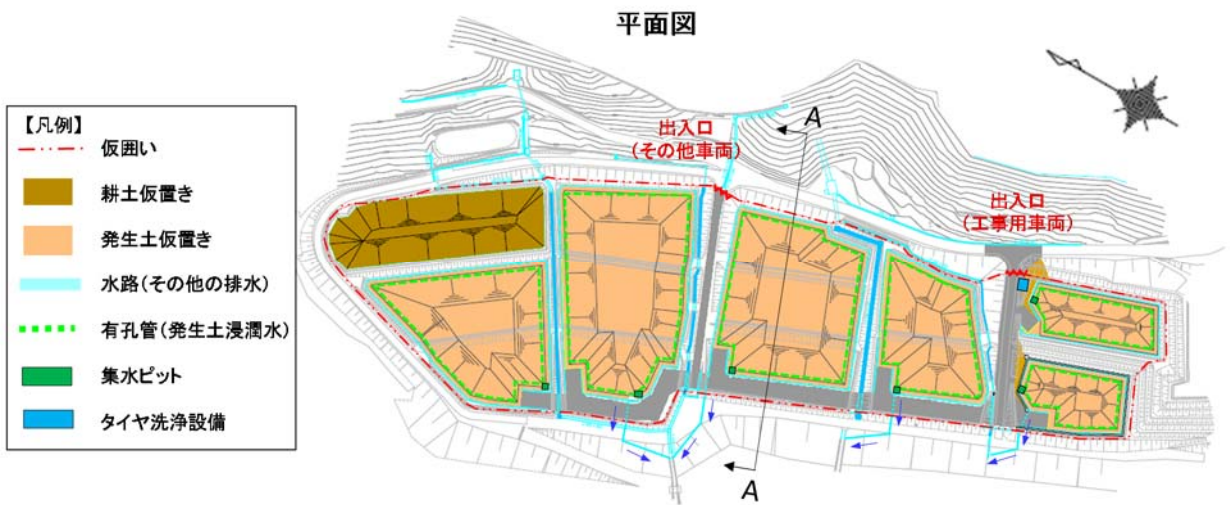 平面図
【凡例】
仮囲い
耕土仮置き
発生土仮置き
水路(その他の排水)
有孔管(発生土浸潤水)
集水ピット
タイヤ洗浄設備
出入口
(その他車両)
A
出入口
(工事用車両)
A